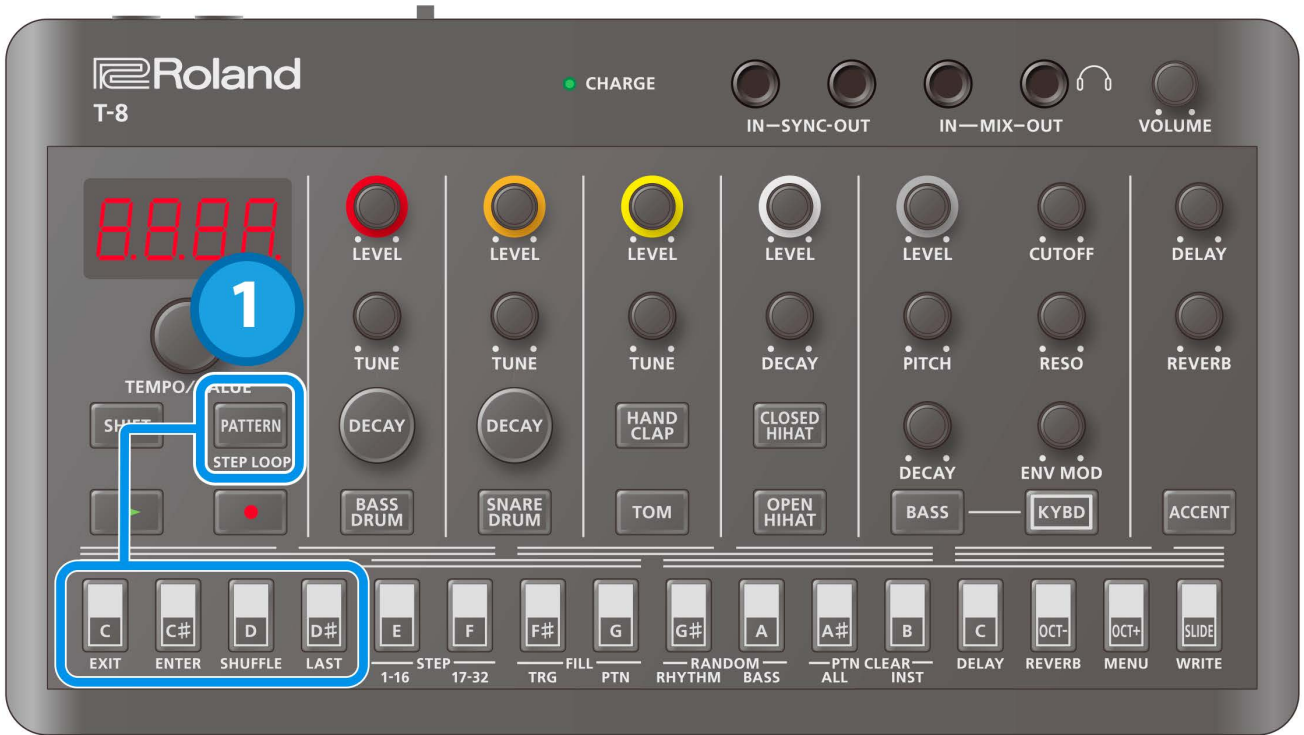 Roland
T-8
CHARGE
IN–SYNC-OUT
IN—MIX–OUT
VOLUME
8.8.8.8.
LEVEL LEVEL LEVEL LEVEL LEVEL CUTOFF DELAY
1
TUNE TUNE TUNE DECAY PITCH RESO REVERB
TEMPO/VALUE
SHIFT PATTERN DECAY DECAY HAND CLAP CLOSED HIHAT
STEP LOOP
DECAY ENV MOD
BASS DRUM SNARE DRUM TOM OPEN HIHAT BASS KYBD ACCENT
C C# D D# E F F# G G# A A# B C OCT- OCT+ SLIDE
EXIT ENTER SHUFFLE LAST STEP FILL RANDOM PTN CLEAR DELAY REVERB MENU WRITE
1-16 17-32 TRG PTN RHYTHM BASS ALL INST